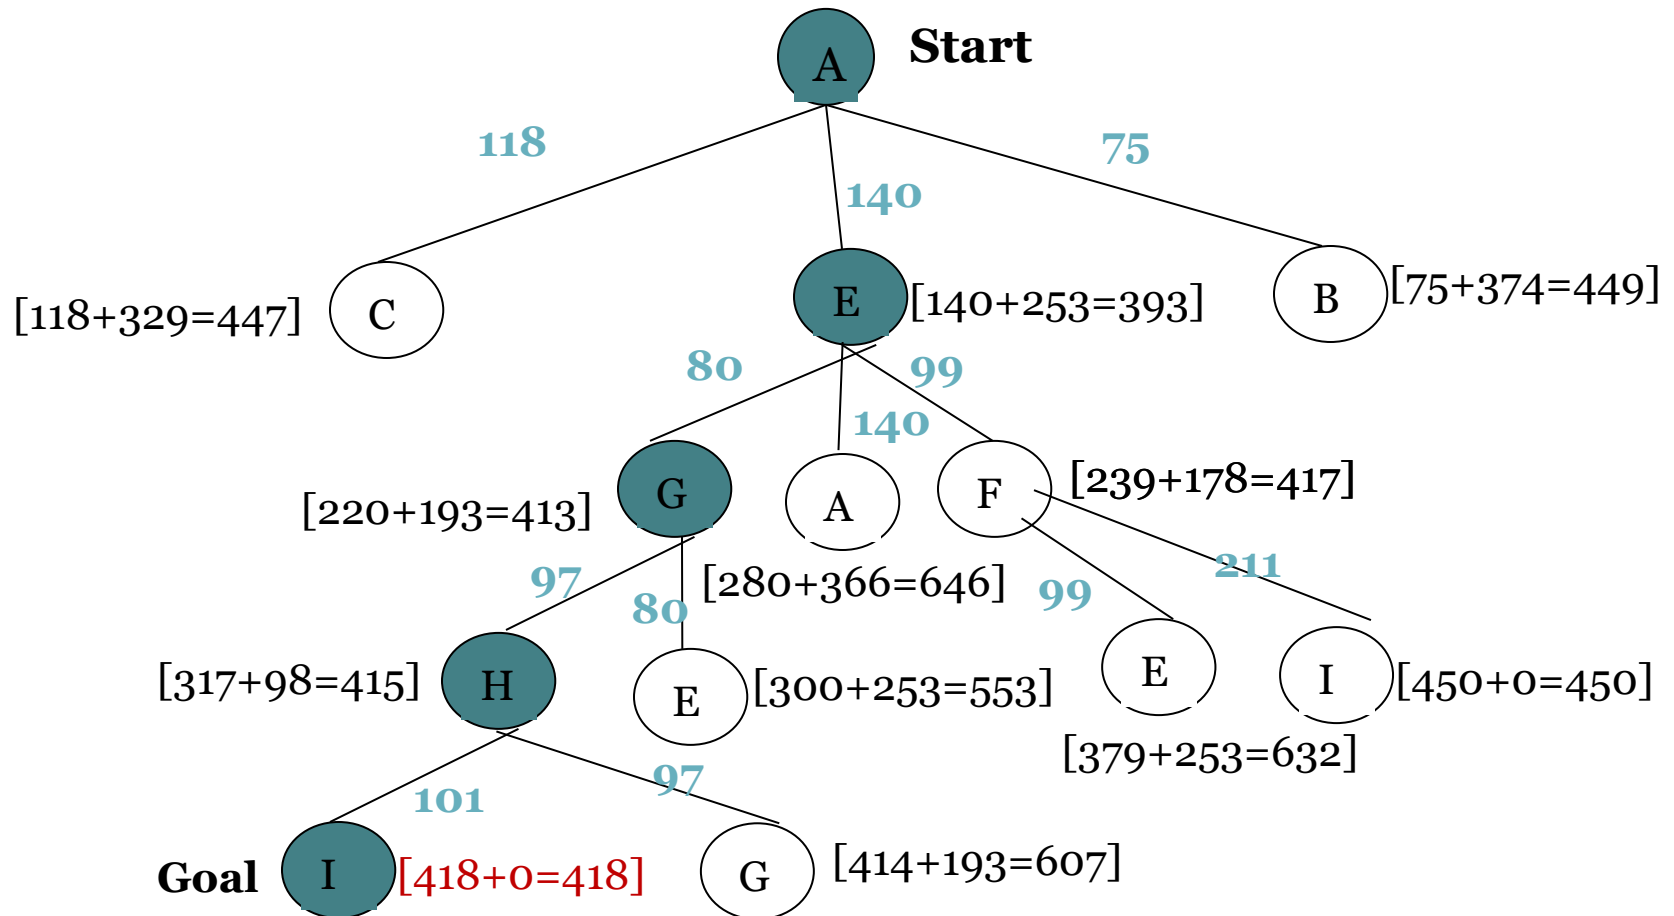 A Start
118
75
140
[118+329=447] C
E [140+253=393]
B [75+374=449]
80
99
140
[220+193=413] G
A
F [239+178=417]
[280+366=646]
97
80
99
211
[317+98=415] H
E [300+253=553]
E
I [450+0=450]
[379+253=632]
101
97
Goal I [418+0=418]
G [414+193=607]